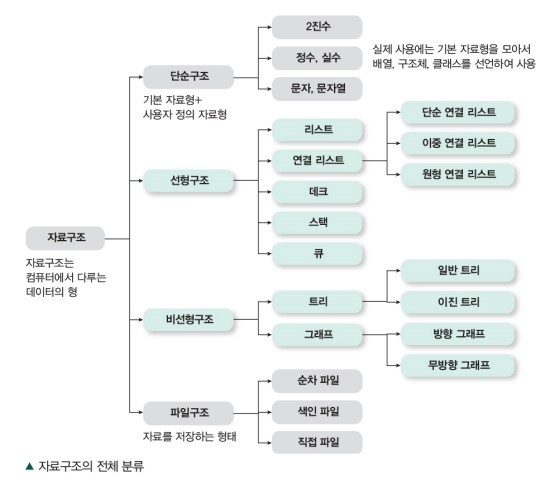 2진수
정수, 실수
문자, 문자열
실제 사용에는 기본 자료형을 모아서
배열, 구조체, 클래스를 선언하여 사용
단순구조
기본 자료형+
사용자 정의 자료형
리스트
연결 리스트
데크
스택
큐
단순 연결 리스트
이중 연결 리스트
원형 연결 리스트
선형구조
자료구조
자료구조는
컴퓨터에서 다루는
데이터의 형
비선형구조
트리
그래프
일반 트리
이진 트리
방향 그래프
무방향 그래프
순차 파일
색인 파일
직접 파일
파일구조
자료를 저장하는 형태
▲ 자료구조의 전체 분류